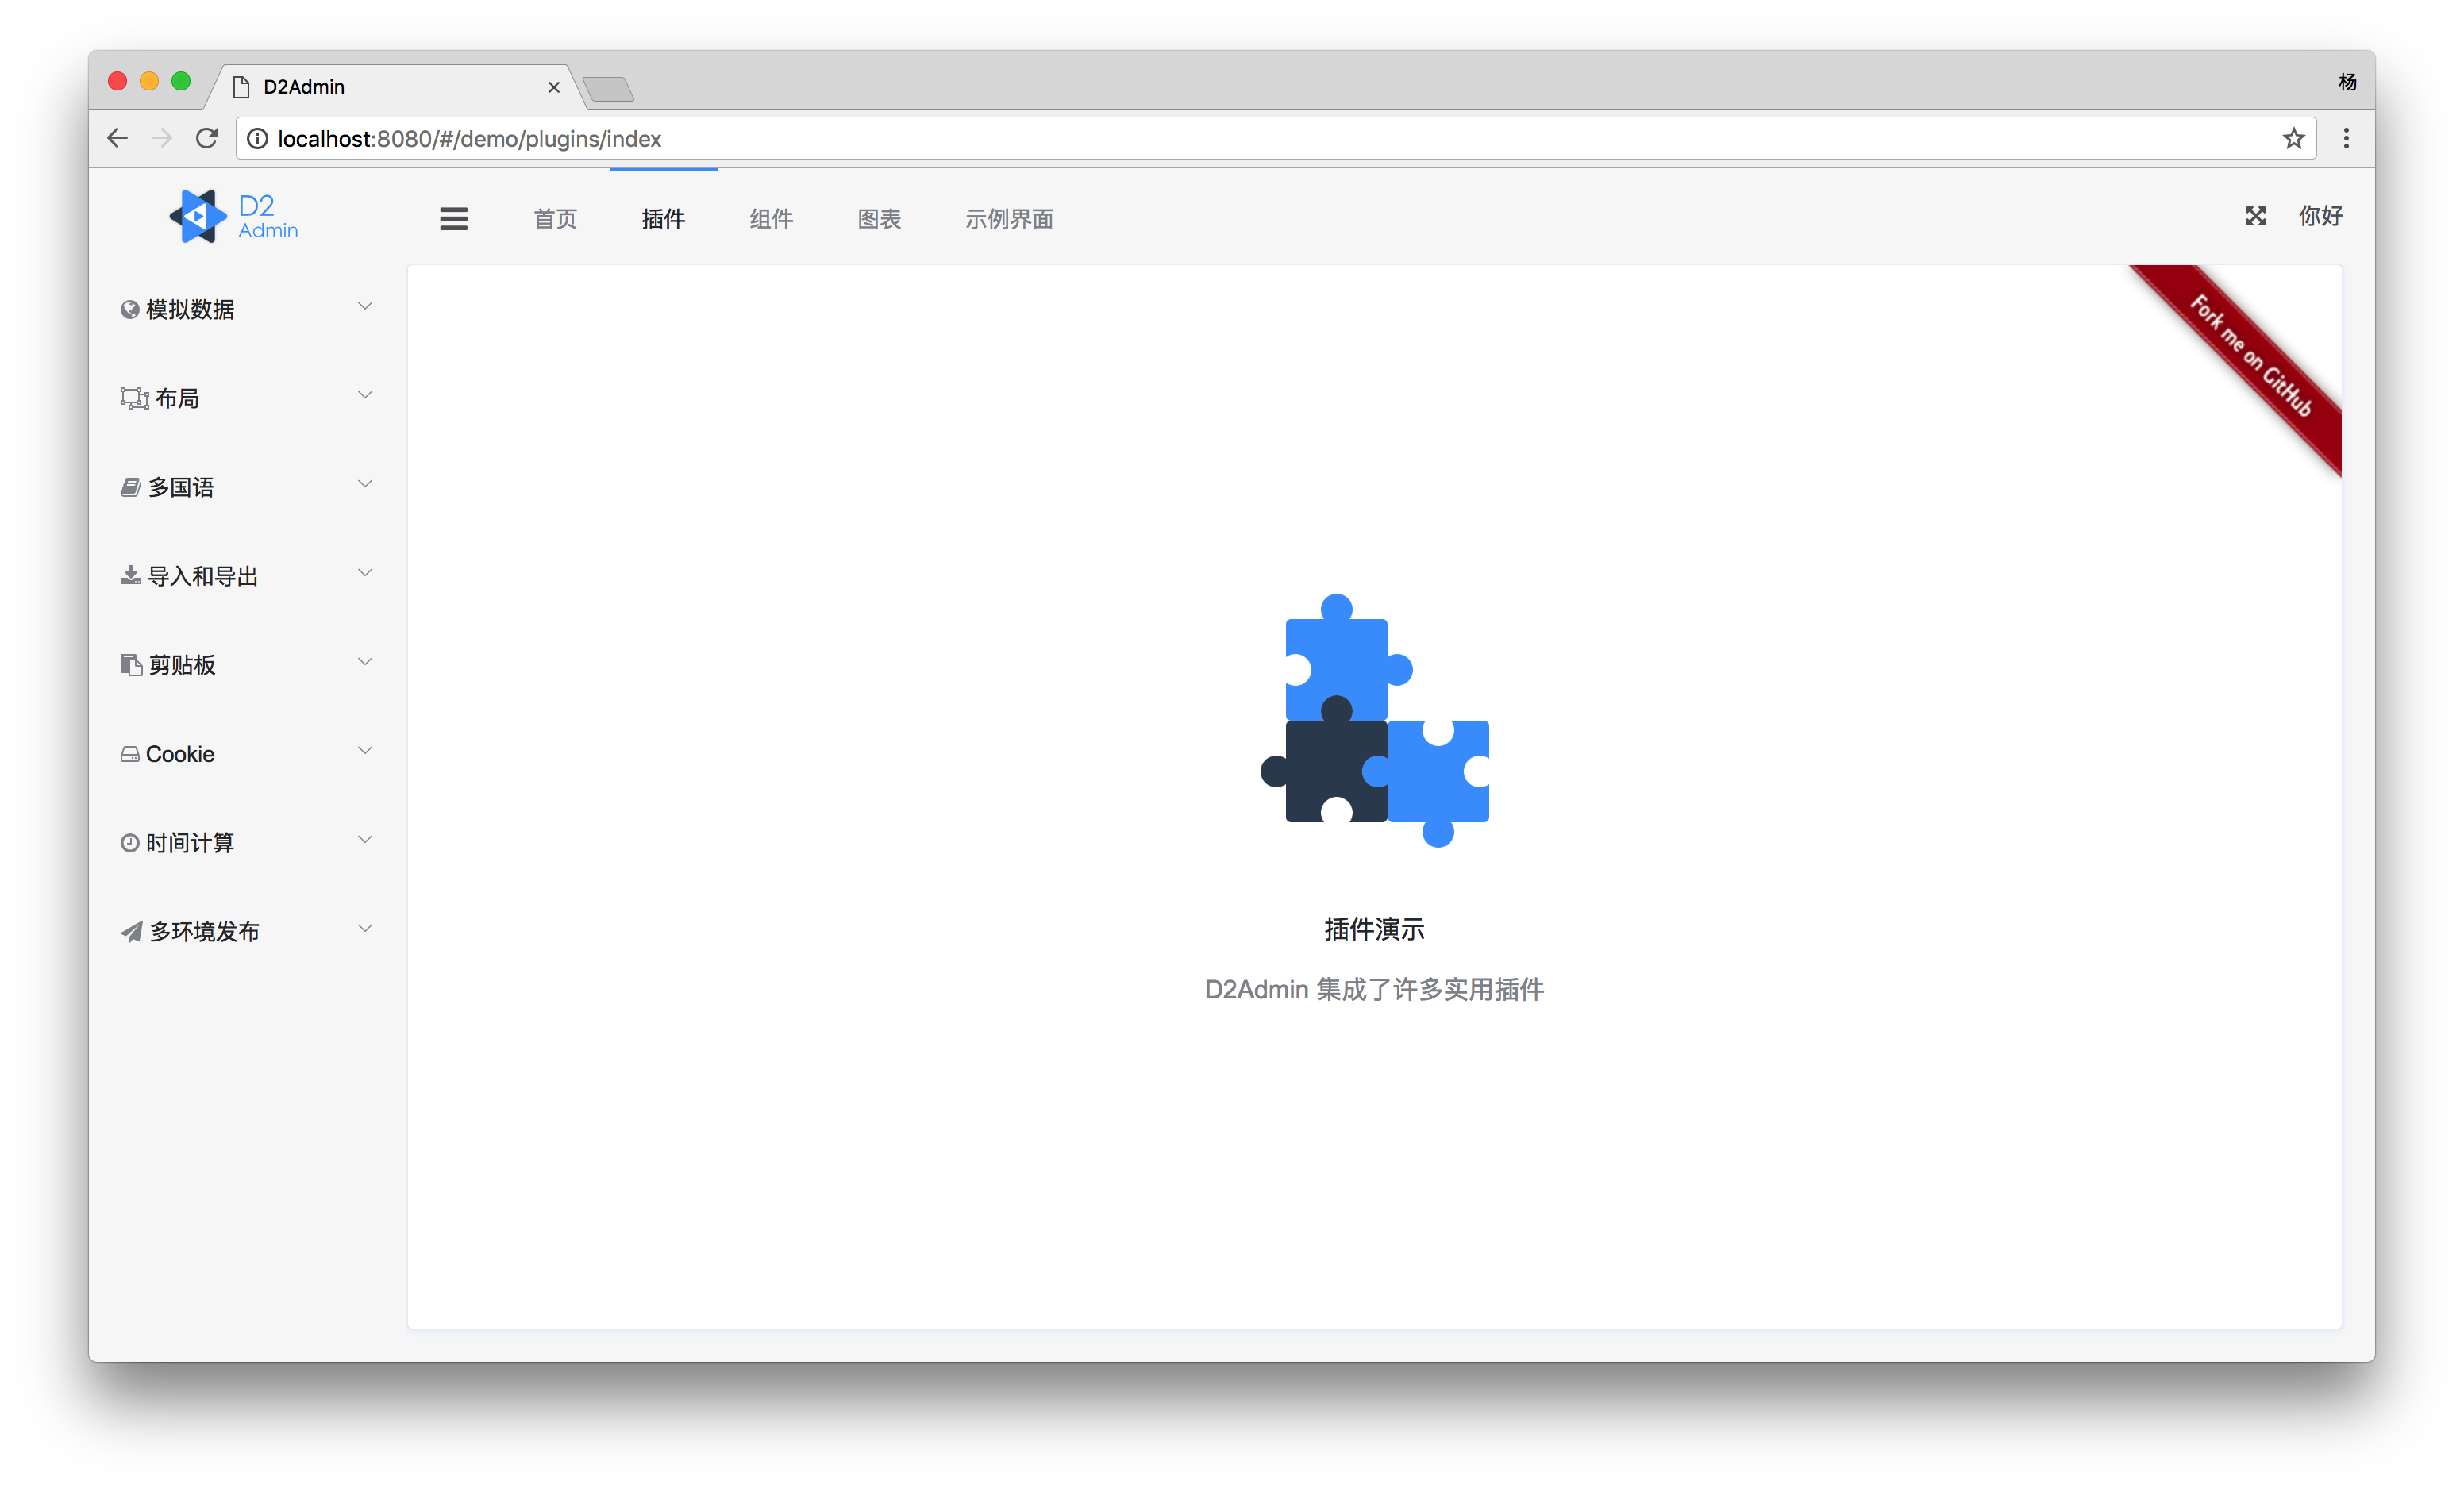 D2Admin
杨
localhost:8080/#/demo/plugins/index
D2
Admin
首页
插件
组件
图表
示例界面
你好
模拟数据
布局
多国语
导入和导出
剪贴板
Cookie
时间计算
多环境发布
Fork me on GitHub
插件演示
D2Admin 集成了许多实用插件